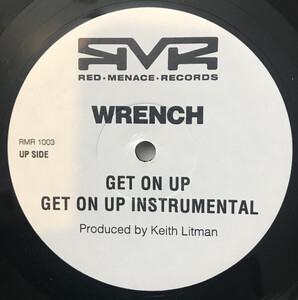 RMR
RED • MENACE • RECORDS
WRENCH
RMR 1003
UP SIDE
GET ON UP
GET ON UP INSTRUMENTAL
Produced by Keith Litman